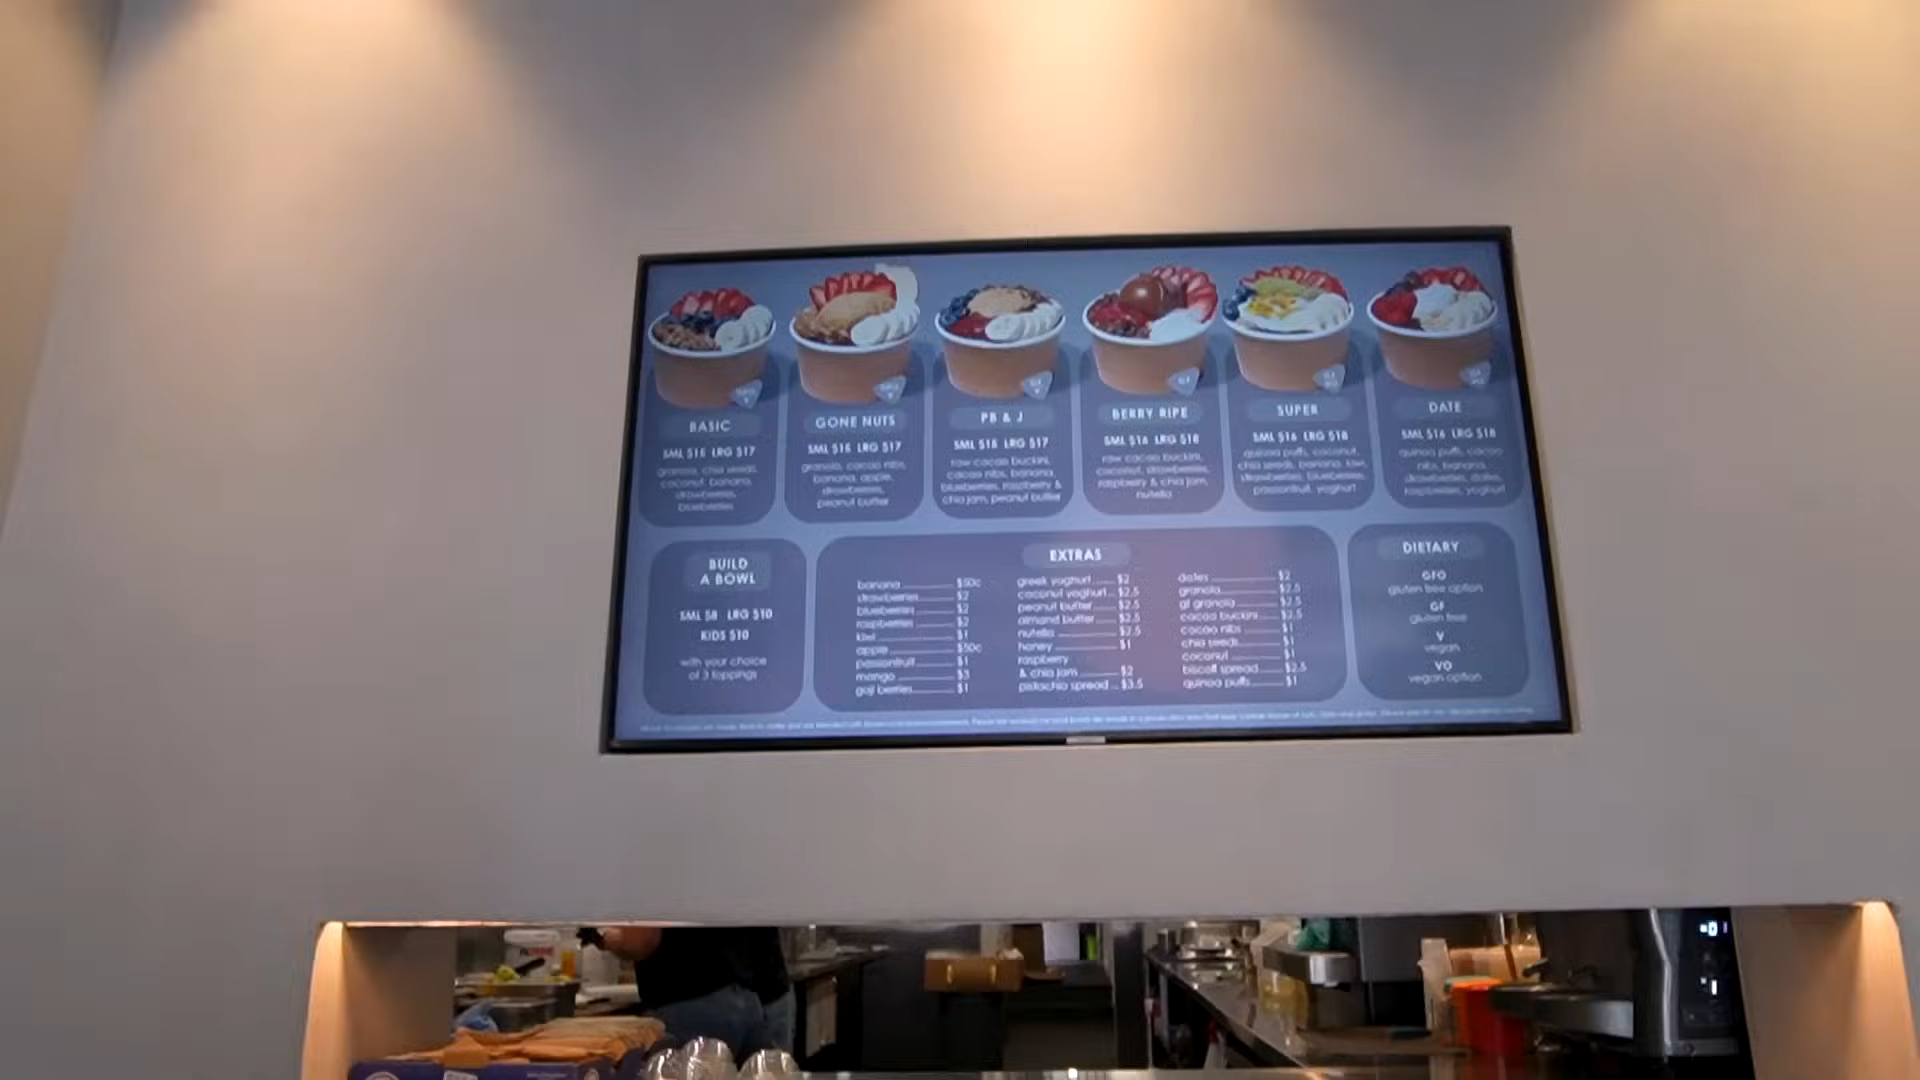 BASIC
SML $15 LRG $17
granola, chia seeds,
coconut, banana,
strawberries,
blueberries
GONE NUTS
SML $15 LRG $17
granola, cacao nibs,
banana, apple,
strawberries,
peanut butter
PB & J
SML $15 LRG $17
raw cacao buckini,
cacao nibs, banana,
blueberries, raspberry &
chia jam, peanut butter
BERRY RIPE
SML $16 LRG $18
raw cacao buckini,
coconut, strawberries,
raspberry & chia jam,
nutella
SUPER
SML $16 LRG $18
quinoa puffs, coconut,
chia seeds, banana, kiwi,
strawberries, blueberries,
passionfruit, yoghurt
DATE
SML $16 LRG $18
quinoa puffs, cacao
nibs, banana,
strawberries, dates,
raspberries, yoghurt
BUILD
A BOWL
SML $8 LRG $10
KIDS $10
with your choice
of 3 toppings
EXTRAS
banana $50c
strawberries $2
blueberries $2
raspberries $2
kiwi $1
apple $50c
passionfruit $1
mango $3
goji berries $1
greek yoghurt $2
coconut yoghurt $2.5
peanut butter $2.5
almond butter $2.5
nutella $2.5
honey $1
raspberry
& chia jam $2
pistachio spread $3.5
dates $2
granola $2.5
gf granola $2.5
cacao buckini $2.5
cacao nibs $1
chia seeds $1
coconut $1
biscoff spread $2.5
quinoa puffs $1
DIETARY
GFO
gluten free option
GF
gluten free
V
vegan
VO
vegan option